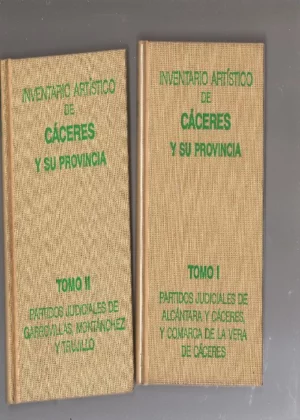 INVENTARIO ARTÍSTICO
DE
CÁCERES
Y SU PROVINCIA
TOMO II
PARTIDOS JUDICIALES DE
GARROVILLAS, MONTÁNCHEZ
Y TRUJILLO
INVENTARIO ARTÍSTICO
DE
CÁCERES
Y SU PROVINCIA
TOMO I
PARTIDOS JUDICIALES DE
ALCÁNTARA Y CÁCERES,
Y COMARCA DE LA VERA
DE CÁCERES